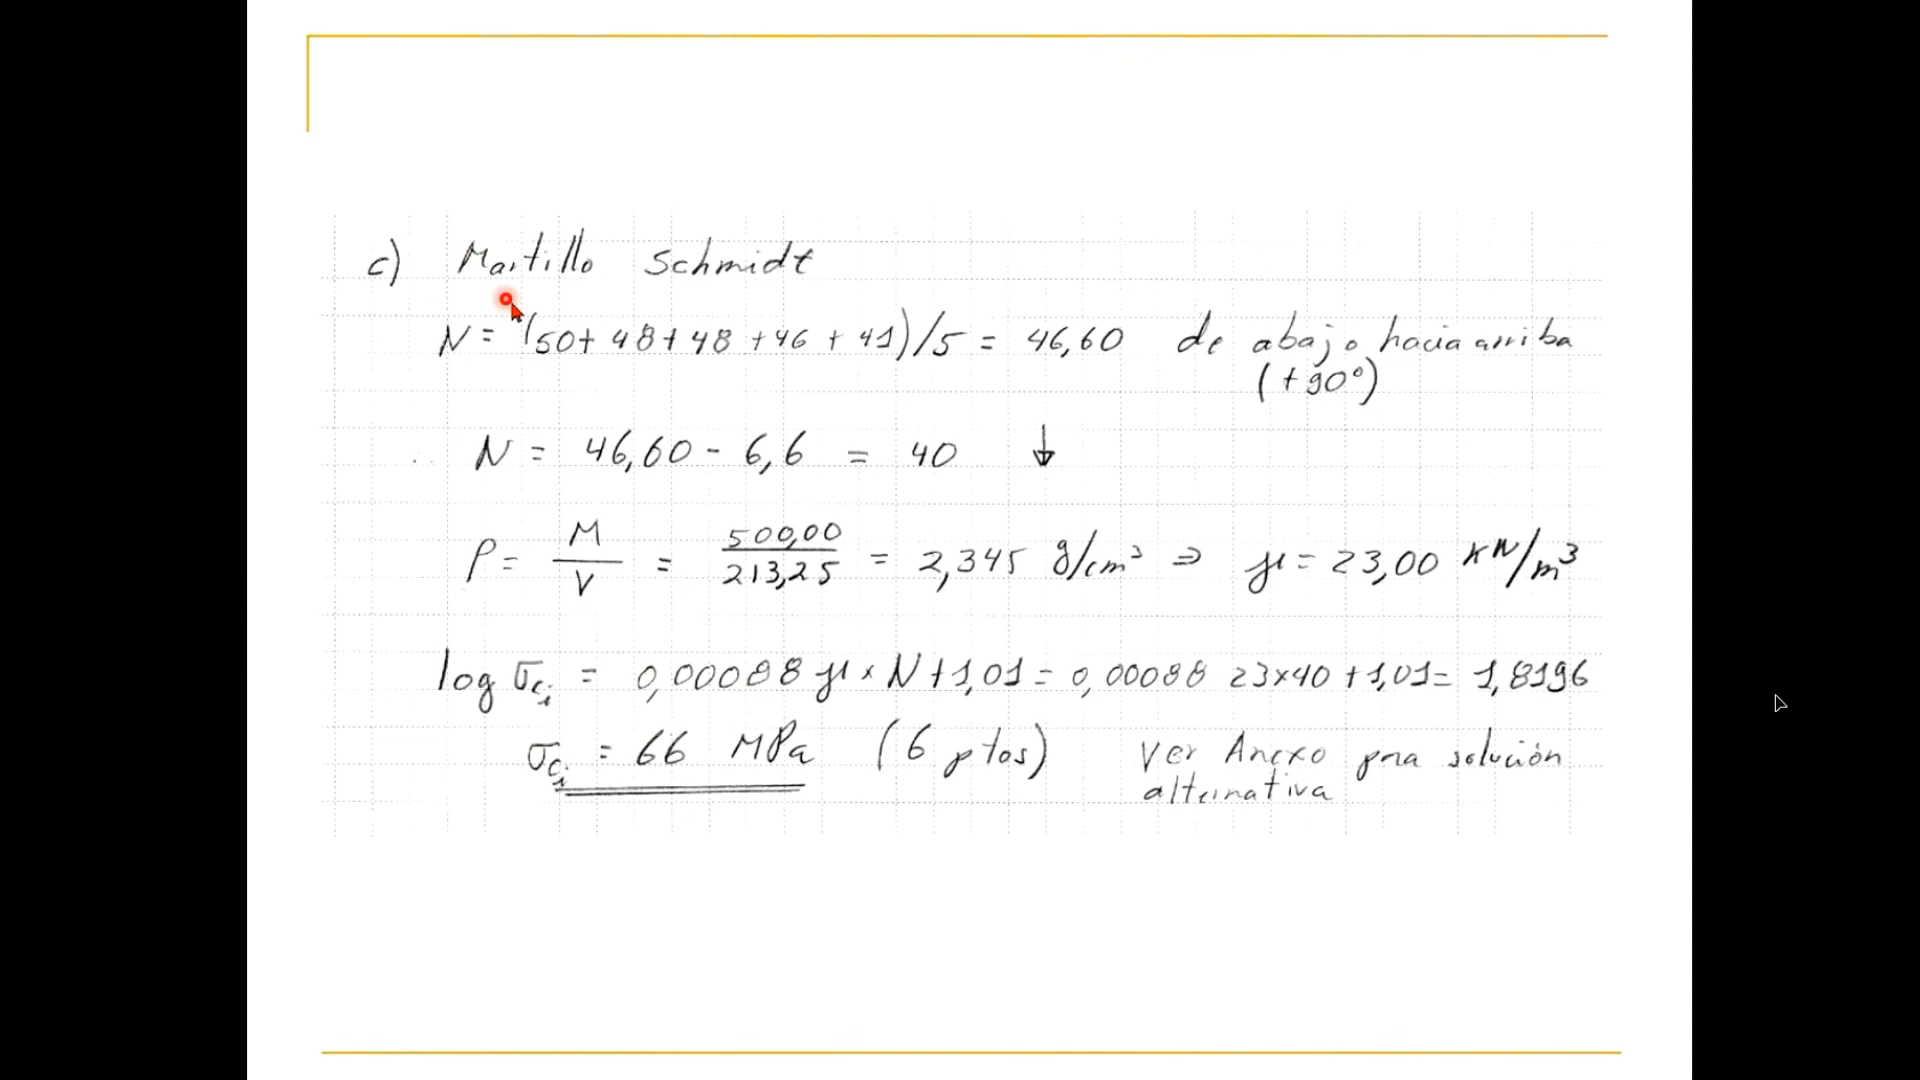 c) Martillo Schmidt
N = (50+ 48+ 48 +46 + 41)/5 = 46,60 de abajo hacia arriba
(+90°)
N = 46,60 - 6,6 = 40 ↓
ρ = M/V = 500,00/213,25 = 2,345 g/cm³ ⇒ γ = 23,00 kN/m³
log σci = 0,00088 γ x N + 1,01 = 0,00088 23x40 + 1,01 = 1,8196
σci = 66 MPa (6 ptos) Ver Anexo para solución
alternativa